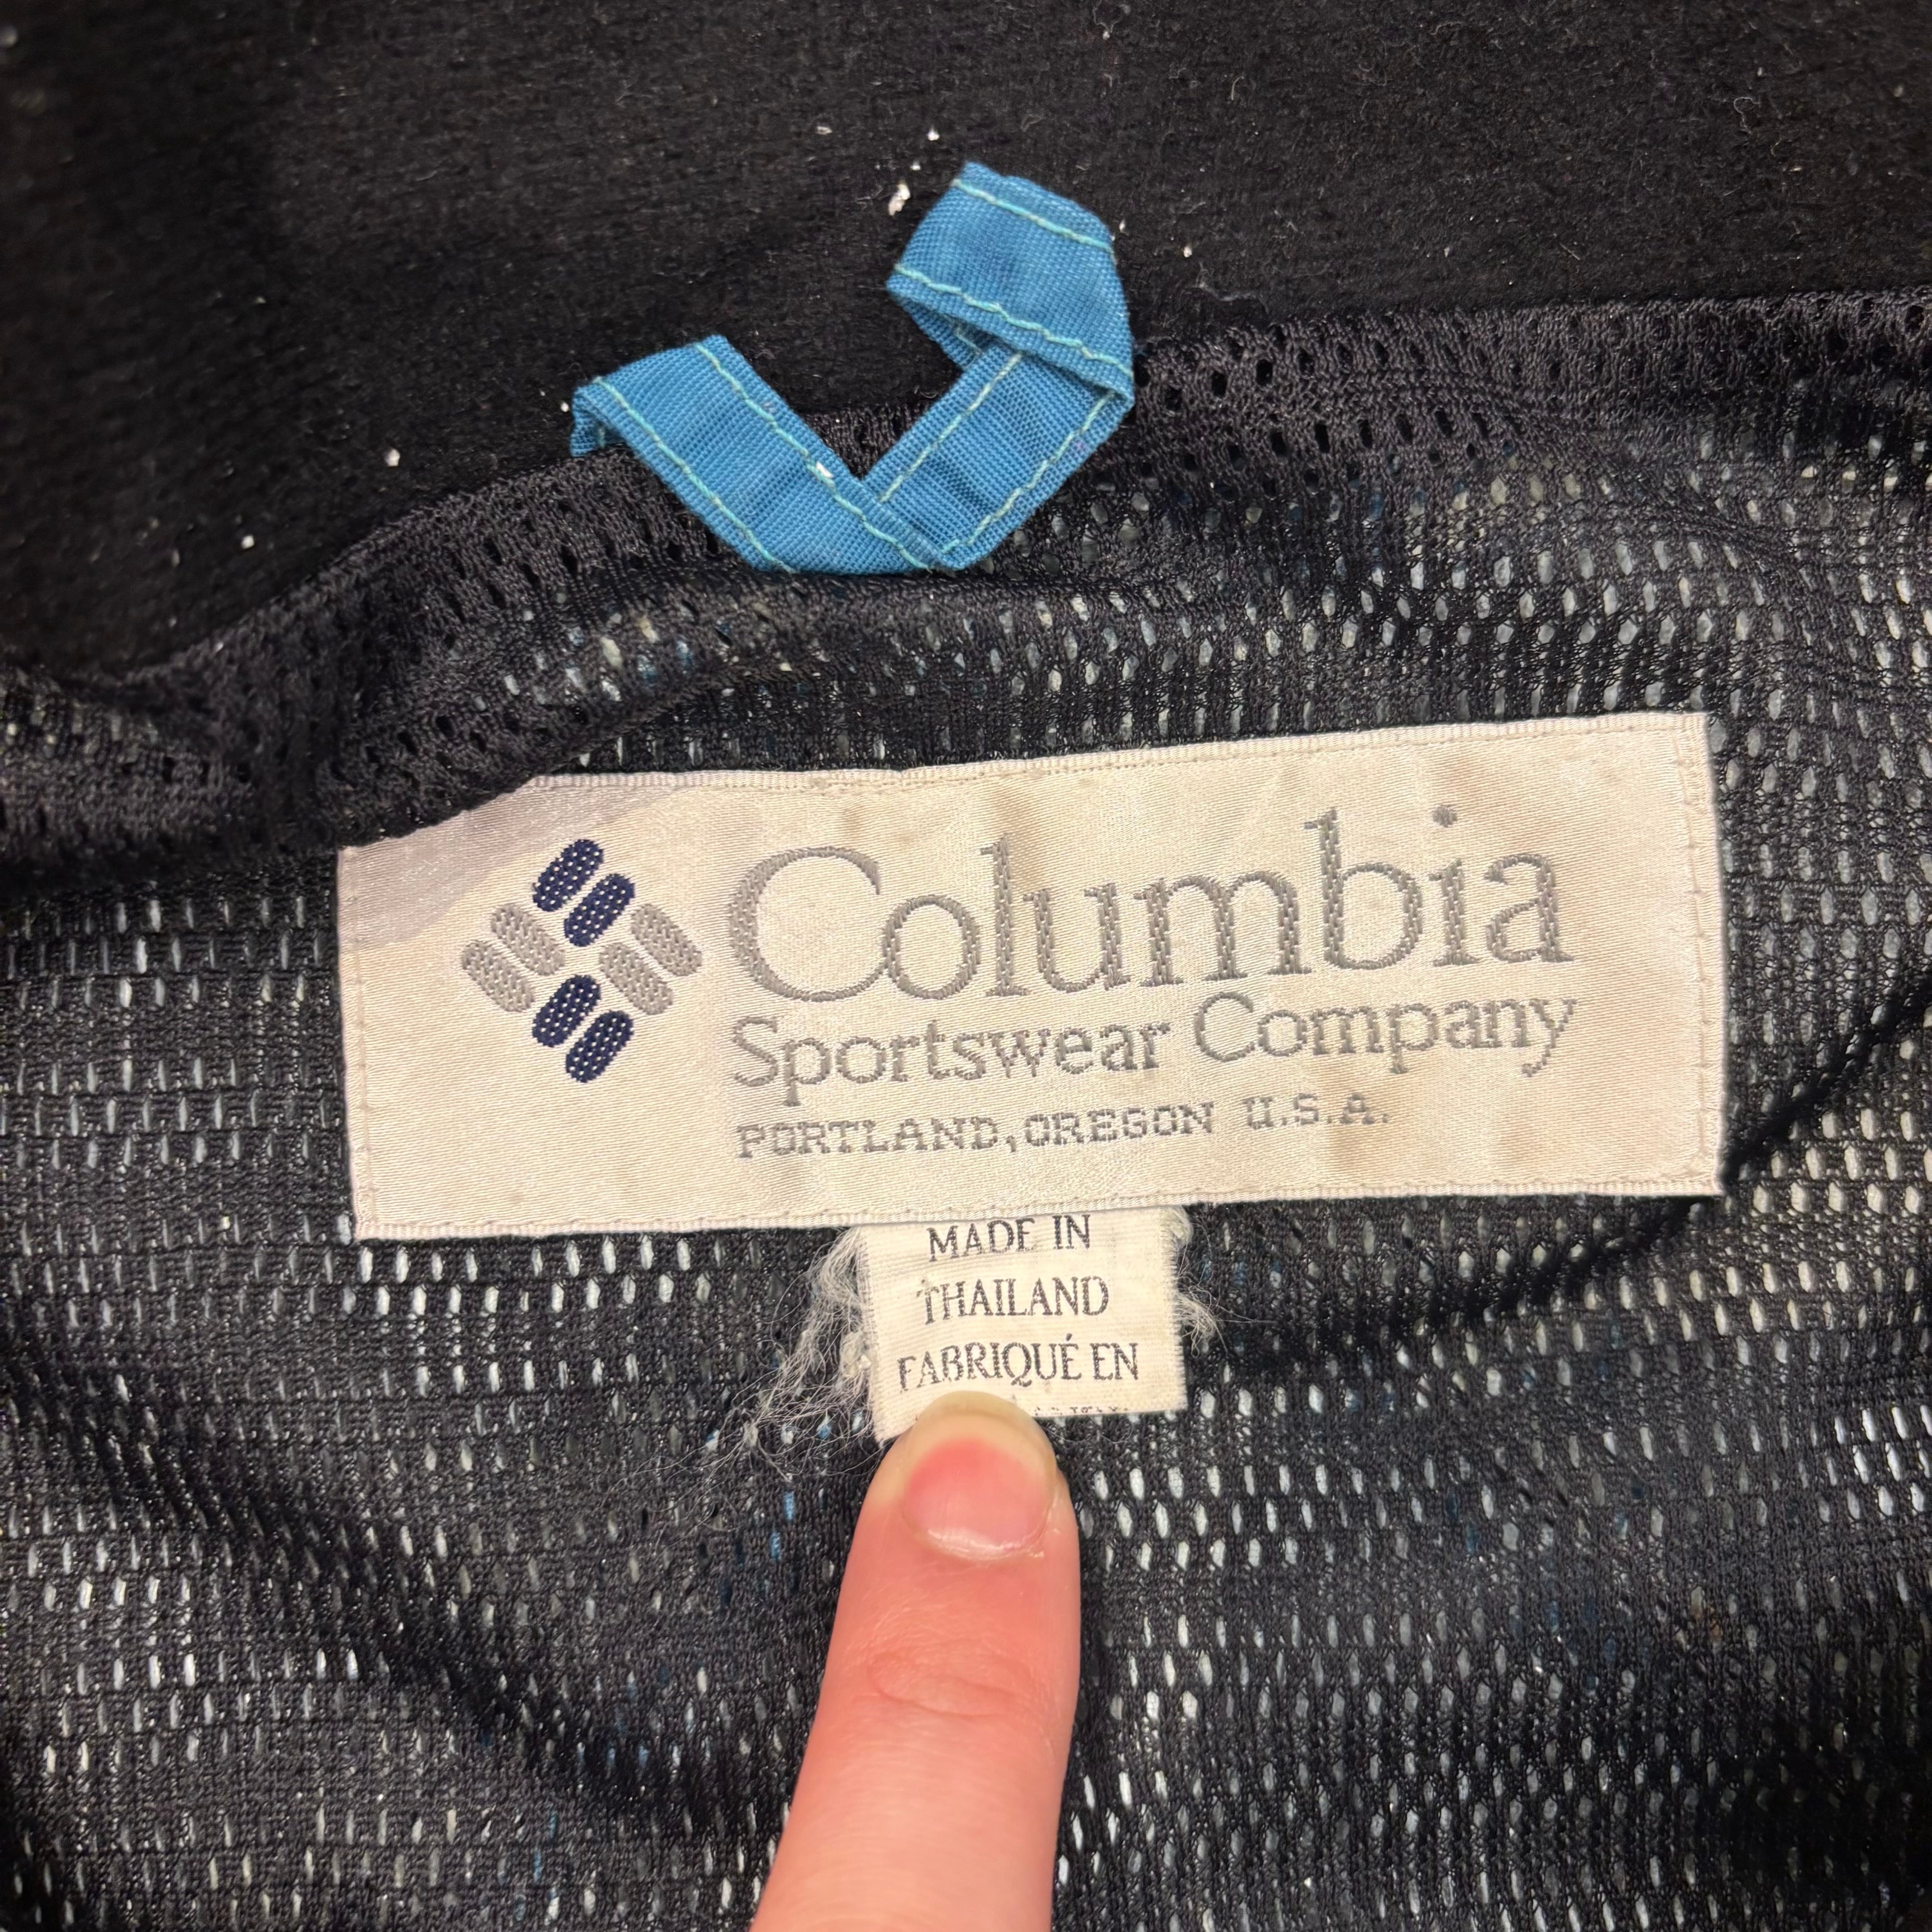 Columbia
Sportswear Company
PORTLAND, OREGON U.S.A.
MADE IN
THAILAND
FABRIQUÉ EN